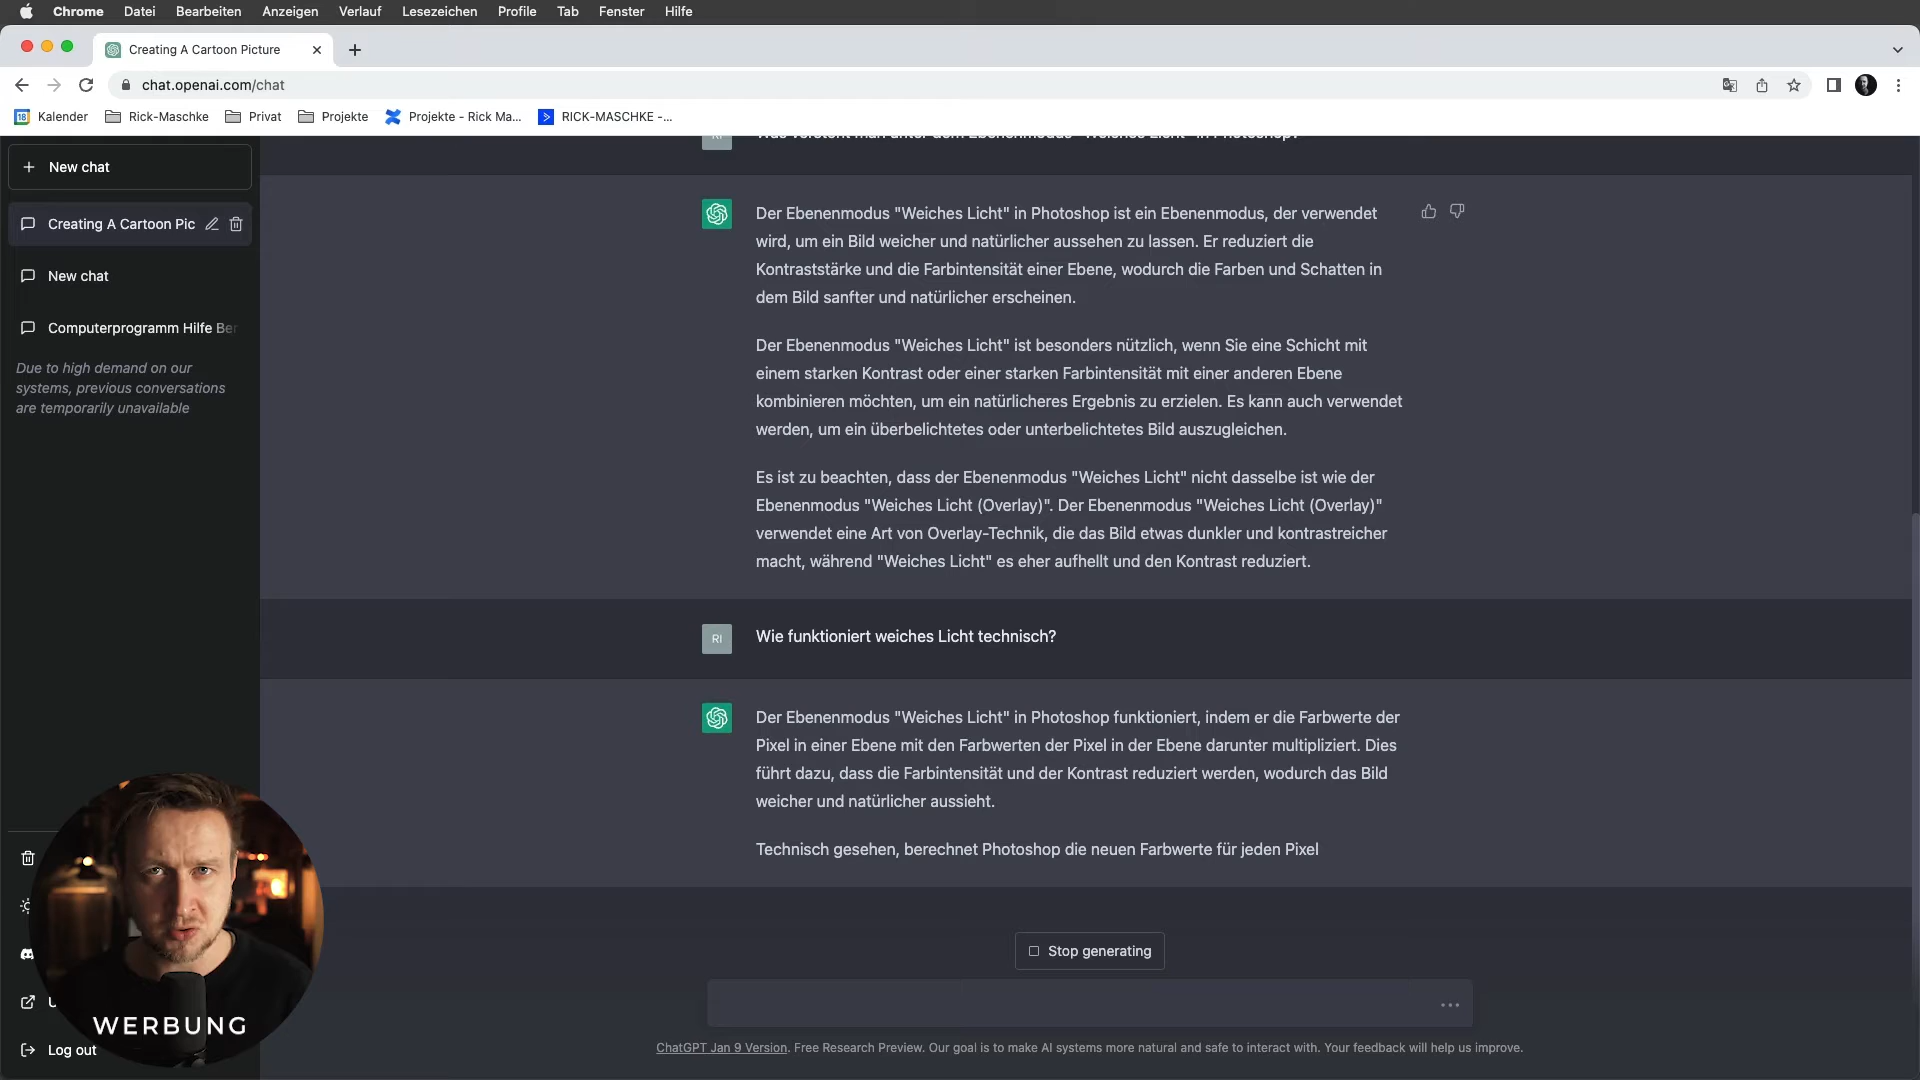 Chrome Datei Bearbeiten Anzeigen Verlauf Lesezeichen Profile Tab Fenster Hilfe
Creating A Cartoon Picture
chat.openai.com/chat
18 Kalender Rick-Maschke Privat Projekte Projekte - Rick Ma... RICK-MASCHKE -...
New chat
Creating A Cartoon Pic
New chat
Computerprogramm Hilfe Ber
Due to high demand on our
systems, previous conversations
are temporarily unavailable
Was versteht man unter dem Ebenenmodus "Weiches Licht" in Photoshop?
Der Ebenenmodus "Weiches Licht" in Photoshop ist ein Ebenenmodus, der verwendet
wird, um ein Bild weicher und natürlicher aussehen zu lassen. Er reduziert die
Kontraststärke und die Farbintensität einer Ebene, wodurch die Farben und Schatten in
dem Bild sanfter und natürlicher erscheinen.
Der Ebenenmodus "Weiches Licht" ist besonders nützlich, wenn Sie eine Schicht mit
einem starken Kontrast oder einer starken Farbintensität mit einer anderen Ebene
kombinieren möchten, um ein natürlicheres Ergebnis zu erzielen. Es kann auch verwendet
werden, um ein überbelichtetes oder unterbelichtetes Bild auszugleichen.
Es ist zu beachten, dass der Ebenenmodus "Weiches Licht" nicht dasselbe ist wie der
Ebenenmodus "Weiches Licht (Overlay)". Der Ebenenmodus "Weiches Licht (Overlay)"
verwendet eine Art von Overlay-Technik, die das Bild etwas dunkler und kontrastreicher
macht, während "Weiches Licht" es eher aufhellt und den Kontrast reduziert.
RI Wie funktioniert weiches Licht technisch?
Der Ebenenmodus "Weiches Licht" in Photoshop funktioniert, indem er die Farbwerte der
Pixel in einer Ebene mit den Farbwerten der Pixel in der Ebene darunter multipliziert. Dies
führt dazu, dass die Farbintensität und der Kontrast reduziert werden, wodurch das Bild
weicher und natürlicher aussieht.
Technisch gesehen, berechnet Photoshop die neuen Farbwerte für jeden Pixel
Stop generating
WERBUNG
Log out
ChatGPT Jan 9 Version. Free Research Preview. Our goal is to make AI systems more natural and safe to interact with. Your feedback will help us improve.